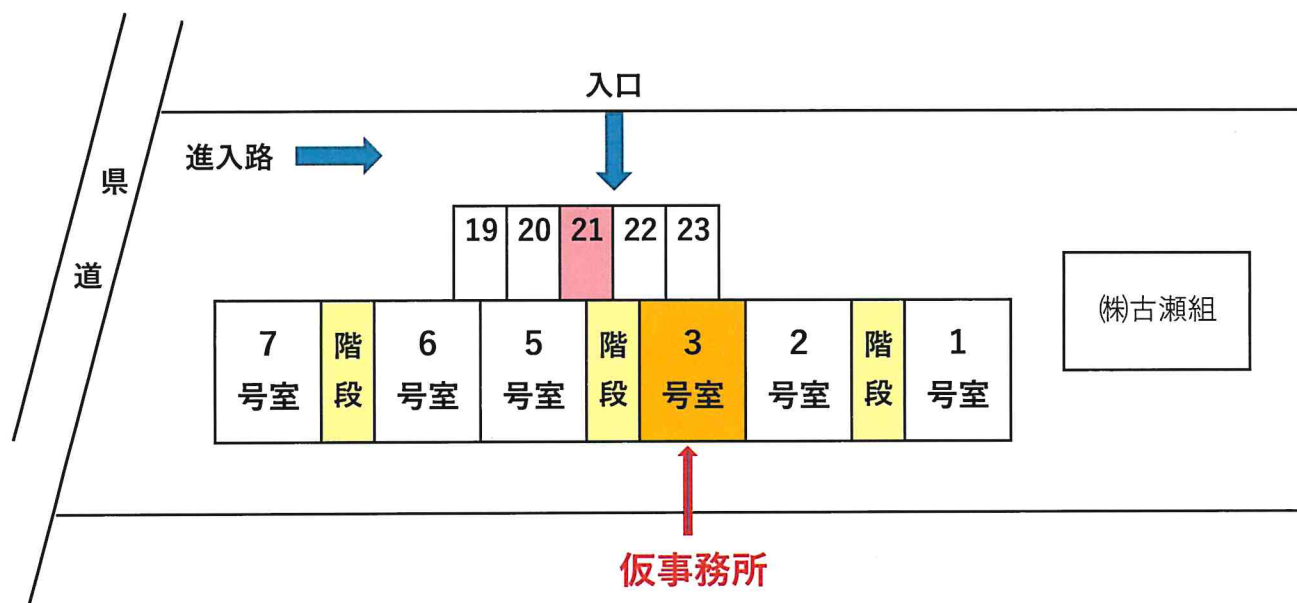 入口
進入路
県道
19 20 21 22 23
7号室
階段
6号室
5号室
階段
3号室
2号室
階段
1号室
㈱古瀬組
仮事務所